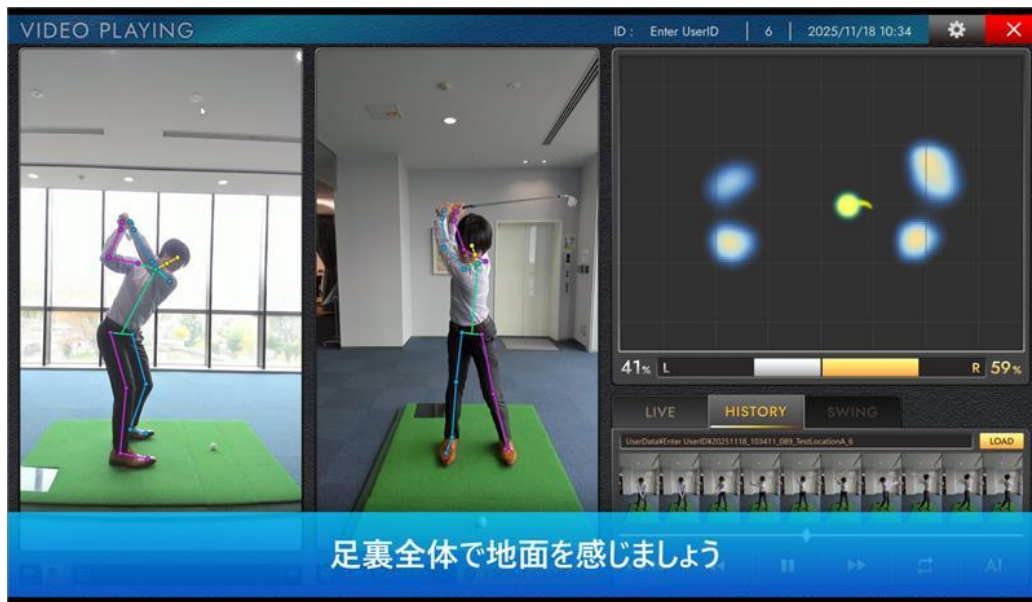 VIDEO PLAYING
ID : Enter UserID | 6 | 2025/11/18 10:34
41% L R 59%
LIVE HISTORY SWING
UserData¥Enter UserID¥20251118_103411_089_TestLocationA_6 LOAD
足裏全体で地面を感じましょう
AI